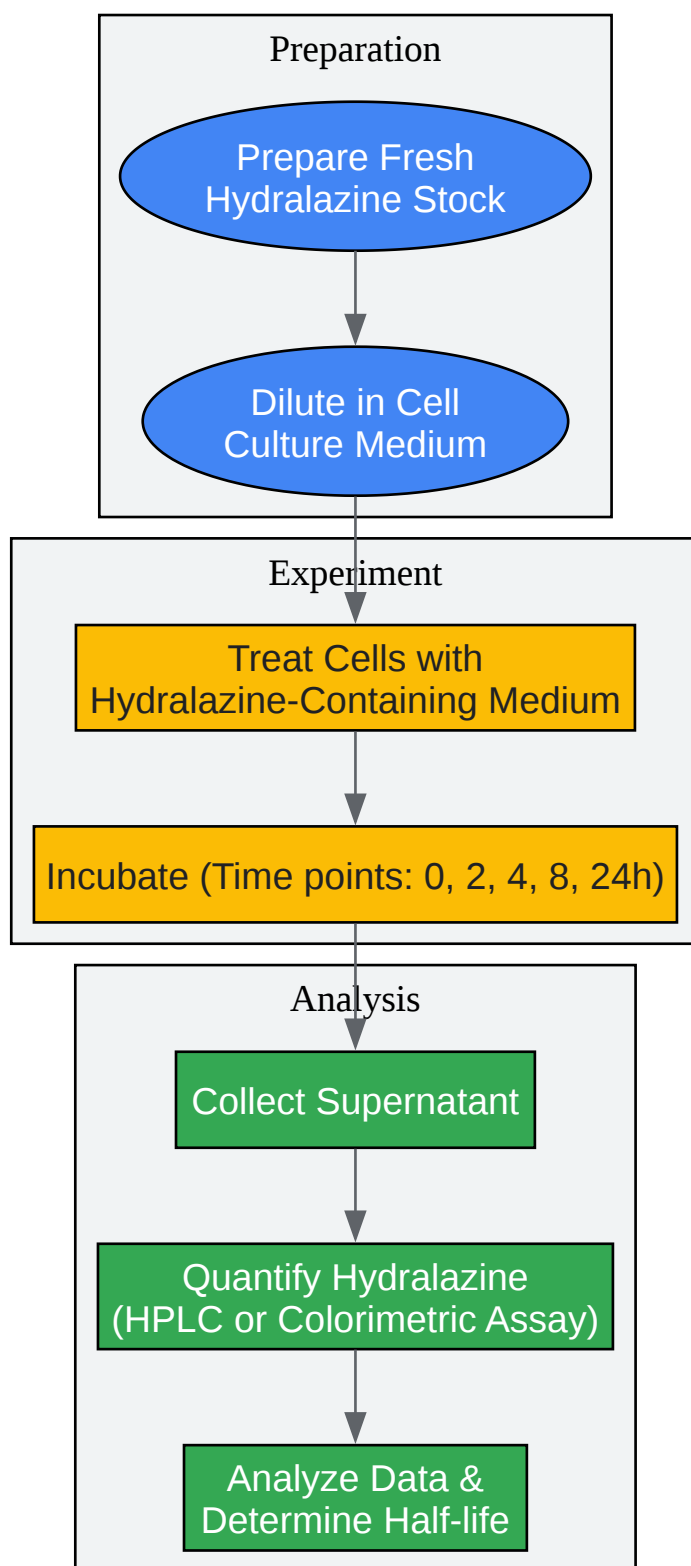 Preparation
Prepare Fresh
Hydralazine Stock
Dilute in Cell
Culture Medium
Experiment
Treat Cells with
Hydralazine-Containing Medium
Incubate (Time points: 0, 2, 4, 8, 24h)
Analysis
Collect Supernatant
Quantify Hydralazine
(HPLC or Colorimetric Assay)
Analyze Data &
Determine Half-life